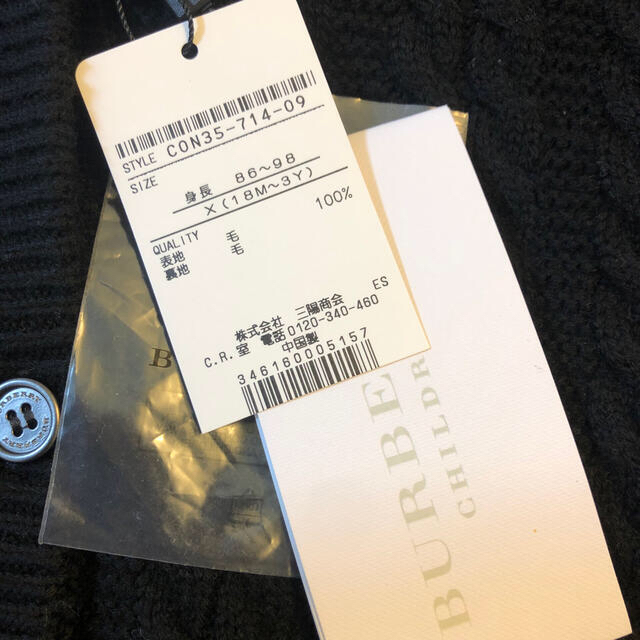 STYLE CON35-714-09
SIZE
身長 86~98
X(18M~3Y)
QUALITY 100%
表地 毛
裏地 毛
ES
株式会社 三陽商会
C.R.室 電話0120-340-460
中国製
346160005157
BURBE
CHILDR
B